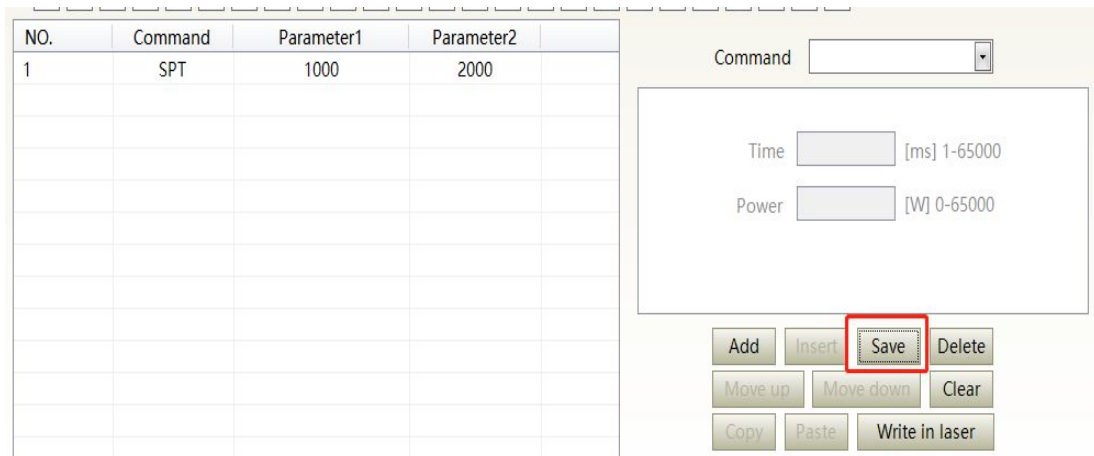 NO. Command Parameter1 Parameter2
1 SPT 1000 2000
Command
Time [ms] 1-65000
Power [W] 0-65000
Add Insert Save Delete
Move up Move down Clear
Copy Paste Write in laser